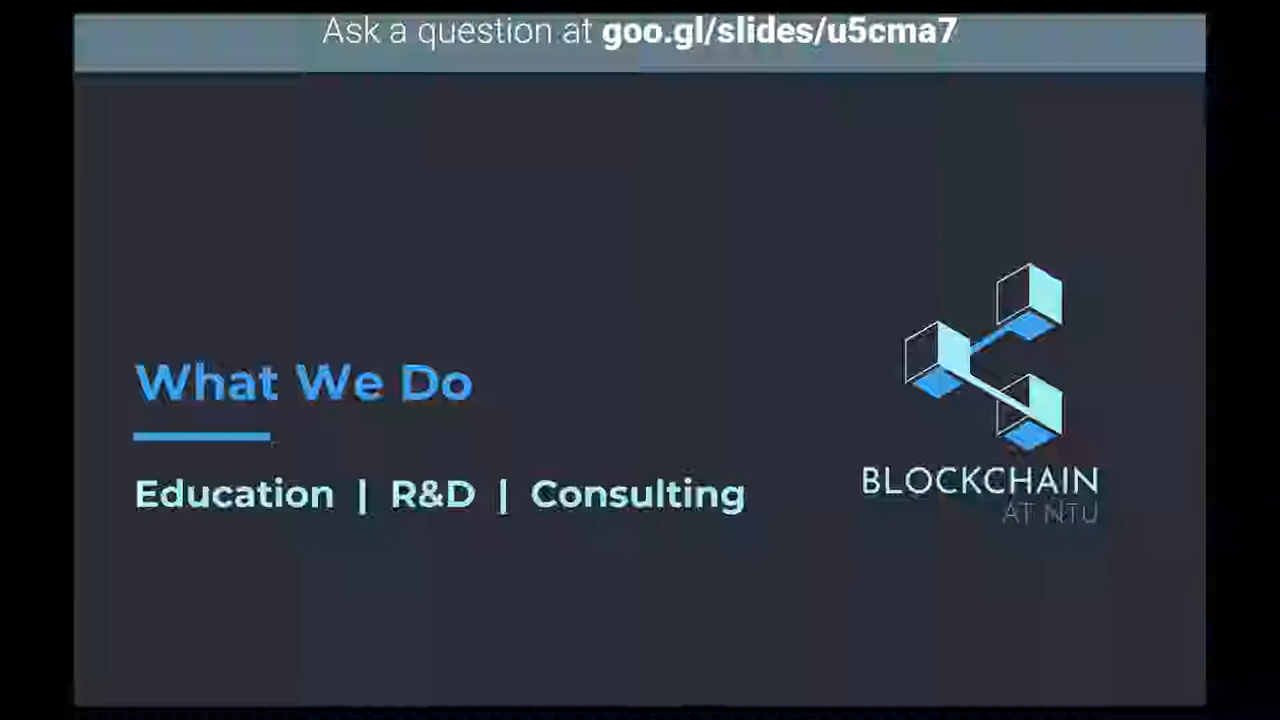 Ask a question at goo.gl/slides/u5cma7
What We Do
Education | R&D | Consulting
BLOCKCHAIN
AT NTU